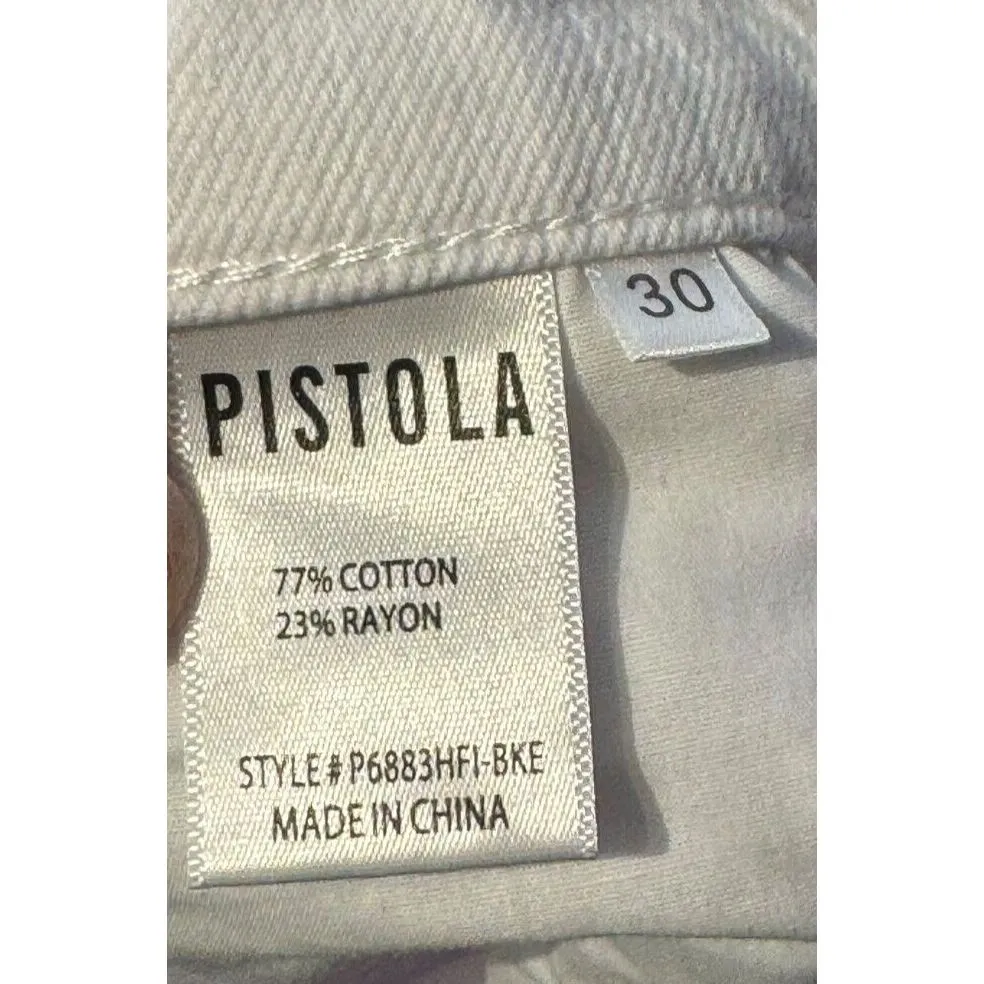 30
PISTOLA
77% COTTON
23% RAYON
STYLE # P6883HFI-BKE
MADE IN CHINA